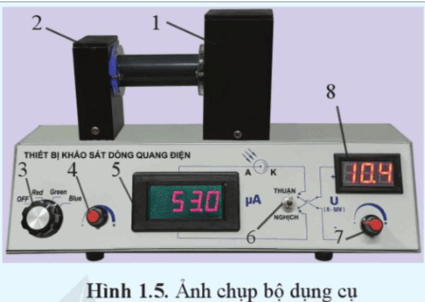 2
1
8
THIẾT BỊ KHẢO SÁT DÒNG QUANG ĐIỆN
3
4
5
OFF
Red
Green
Blue
53.0
μA
A
K
THUẬN
NGHỊCH
6
10.4
+
U
(0 - 50V)
-
7
Hình 1.5. Ảnh chụp bộ dụng cụ